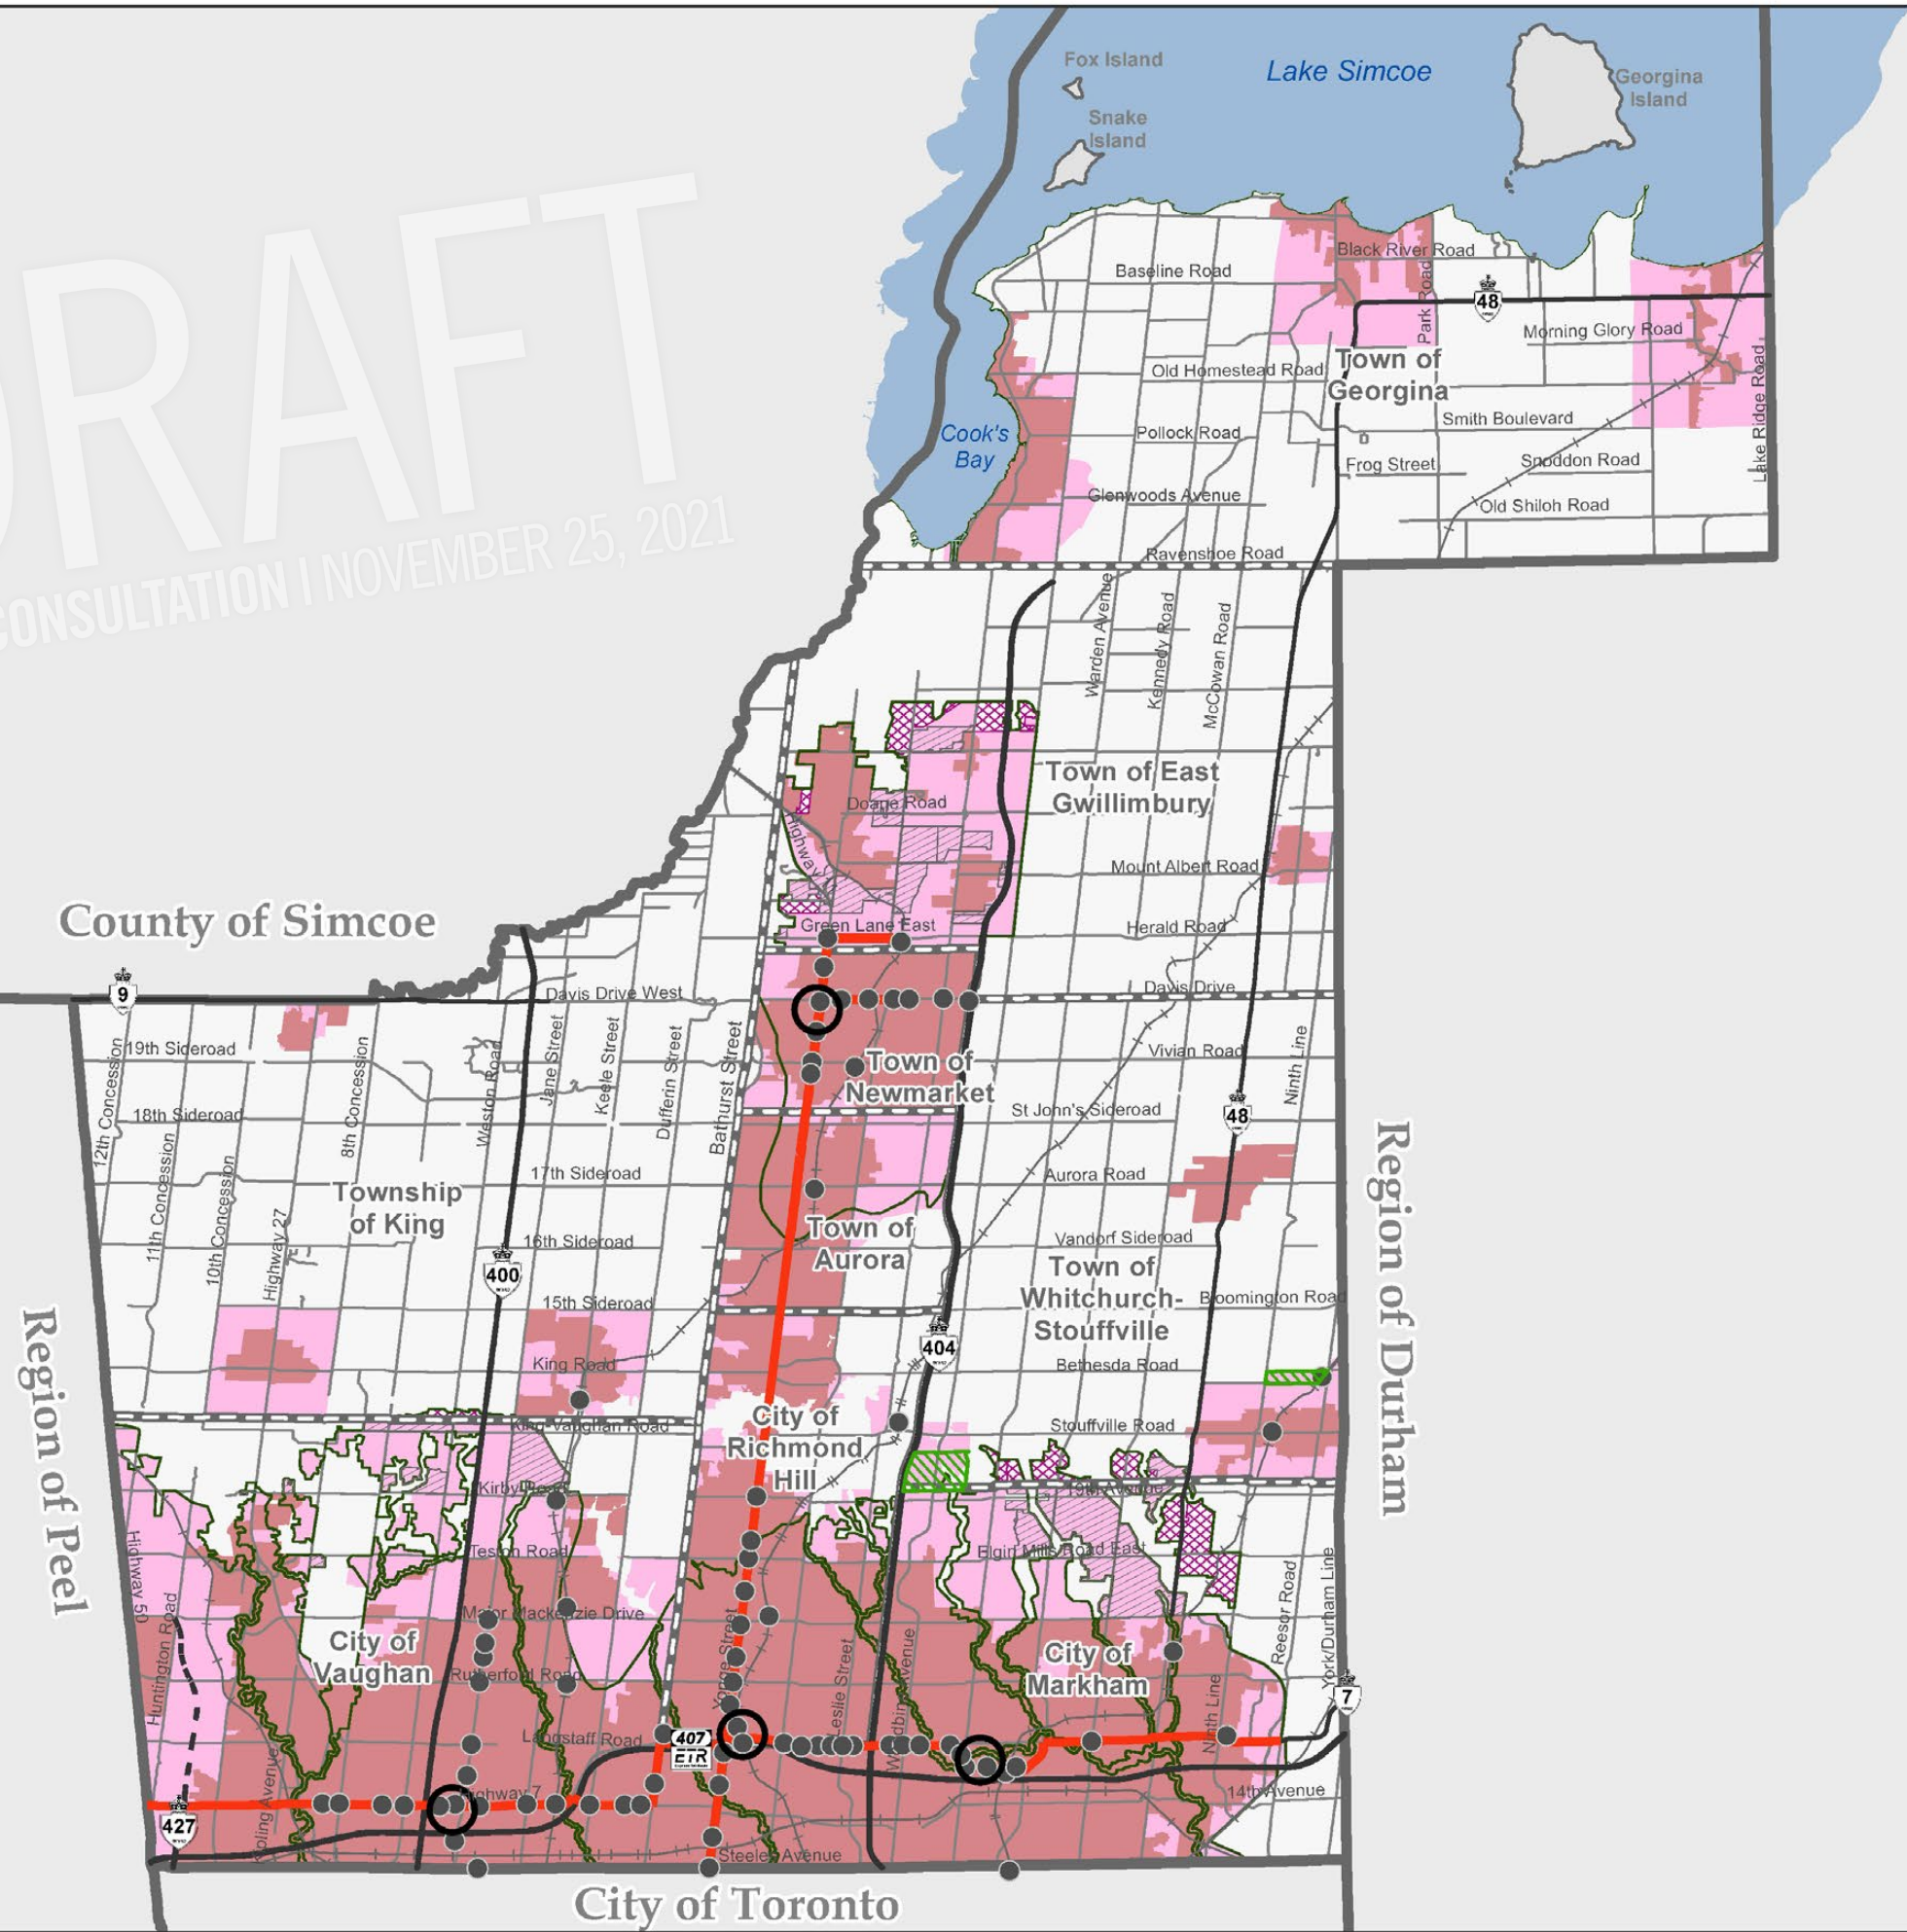 Fox Island
Lake Simcoe
Georgina
Island
Snake
Island
DRAFT
CONSULTATION | NOVEMBER 25, 2021
Black River Road
Baseline Road
Park Road
48
Morning Glory Road
Town of
Georgina
Old Homestead Road
Lake Ridge Road
Smith Boulevard
Cook's
Bay
Pollock Road
Frog Street
Snoddon Road
Glenwoods Avenue
Old Shiloh Road
Ravenshoe Road
Warden Avenue
Kennedy Road
McCowan Road
Town of East
Gwillimbury
Doane Road
Highway
Mount Albert Road
County of Simcoe
Green Lane East
Herald Road
9
Davis Drive West
Davis Drive
19th Sideroad
12th Concession
8th Concession
Weston Road
Jane Street
Keele Street
Dufferin Street
Bathurst Street
Town of
Newmarket
Vivian Road
Ninth Line
18th Sideroad
11th Concession
10th Concession
St John's Sideroad
48
17th Sideroad
Aurora Road
Township
of King
Highway 27
Town of
Aurora
16th Sideroad
Vandorf Sideroad
400
Town of
Whitchurch-
Stouffville
15th Sideroad
Bloomington Road
Region of Durham
Region of Peel
404
King Road
Bethesda Road
City of
Richmond
Hill
King-Vaughan Road
Stouffville Road
Kirby Road
19th Avenue
Highway 50
Teston Road
Elgin Mills Road East
Huntington Road
Major Mackenzie Drive
Reesor Road
York/Durham Line
City of
Vaughan
Yonge Street
Leslie Street
Woodbine Avenue
City of
Markham
Rutherford Road
Ninth Line
7
Langstaff Road
407
ETR
Highway 7
14th Avenue
427
Steeles Avenue
City of Toronto